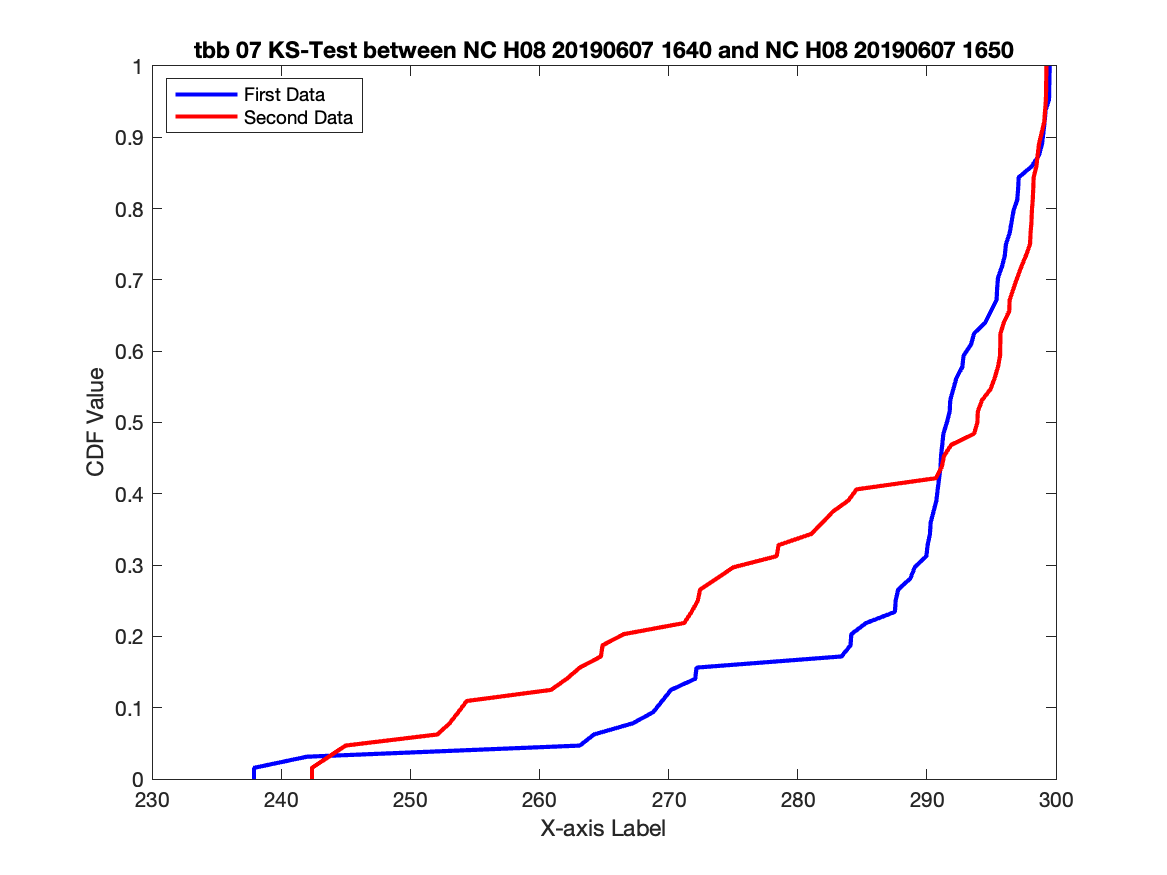 tbb 07 KS-Test between NC H08 20190607 1640 and NC H08 20190607 1650
First Data
Second Data
1
0.9
0.8
0.7
0.6
0.5
0.4
0.3
0.2
0.1
0
CDF Value
230 240 250 260 270 280 290 300
X-axis Label